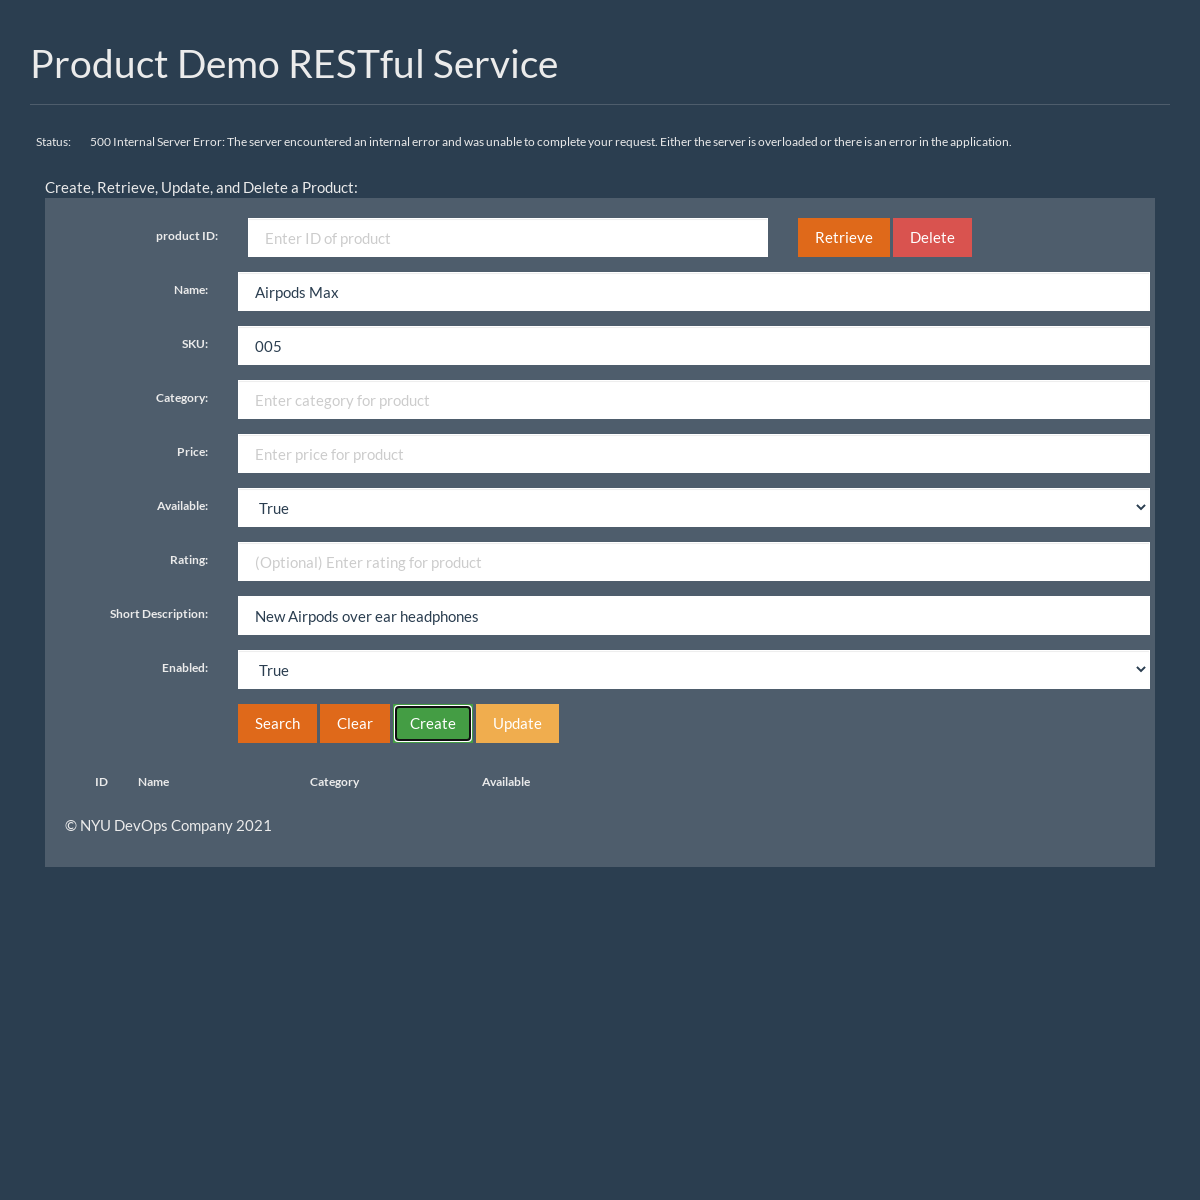 Product Demo RESTful Service
Status: 500 Internal Server Error: The server encountered an internal error and was unable to complete your request. Either the server is overloaded or there is an error in the application.
Create, Retrieve, Update, and Delete a Product:
product ID: Enter ID of product Retrieve Delete
Name: Airpods Max
SKU: 005
Category: Enter category for product
Price: Enter price for product
Available: True
Rating: (Optional) Enter rating for product
Short Description: New Airpods over ear headphones
Enabled: True
Search Clear Create Update
ID Name Category Available
© NYU DevOps Company 2021